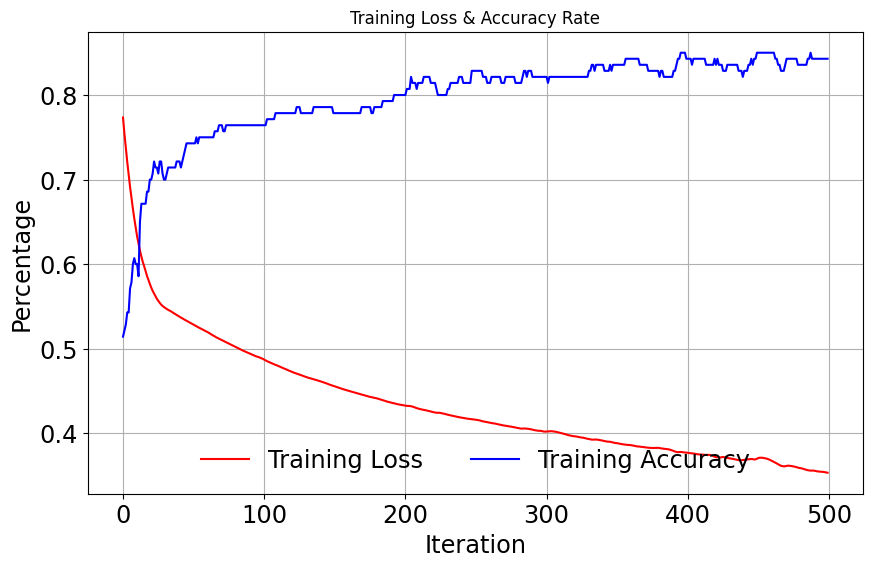 Training Loss & Accuracy Rate
Percentage
0.8
0.7
0.6
0.5
0.4
Training Loss Training Accuracy
0 100 200 300 400 500
Iteration